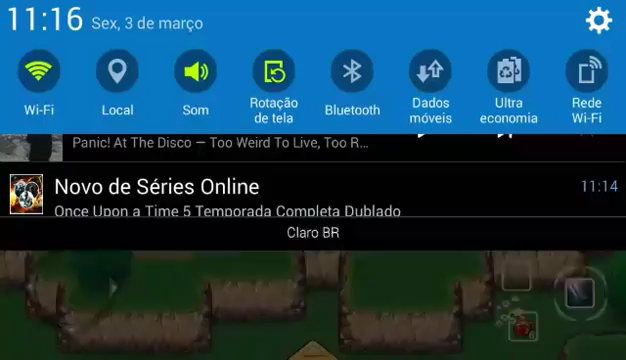 11:16 Sex, 3 de março
Wi-Fi
Local
Som
Rotação de tela
Bluetooth
Dados móveis
Ultra economia
Rede Wi-Fi
Panic! At The Disco — Too Weird To Live, Too R...
Novo de Séries Online 11:14
Once Upon a Time 5 Temporada Completa Dublado
Claro BR